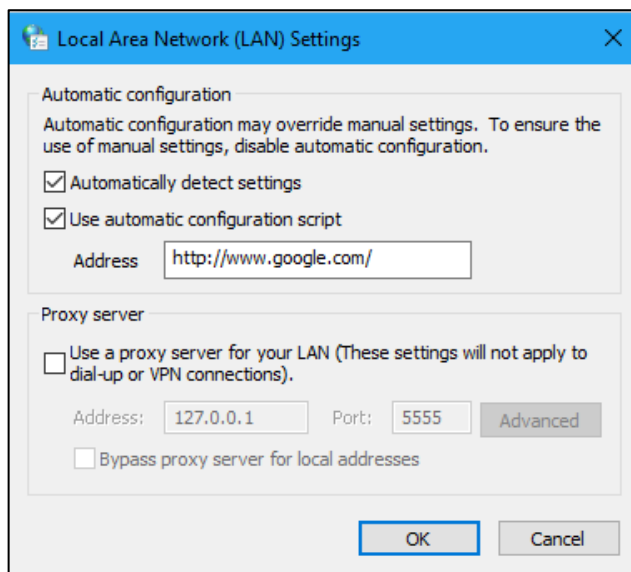 Local Area Network (LAN) Settings
Automatic configuration
Automatic configuration may override manual settings.  To ensure the
use of manual settings, disable automatic configuration.
Automatically detect settings
Use automatic configuration script
Address http://www.google.com/
Proxy server
Use a proxy server for your LAN (These settings will not apply to
dial-up or VPN connections).
Address: 127.0.0.1 Port: 5555 Advanced
Bypass proxy server for local addresses
OK Cancel